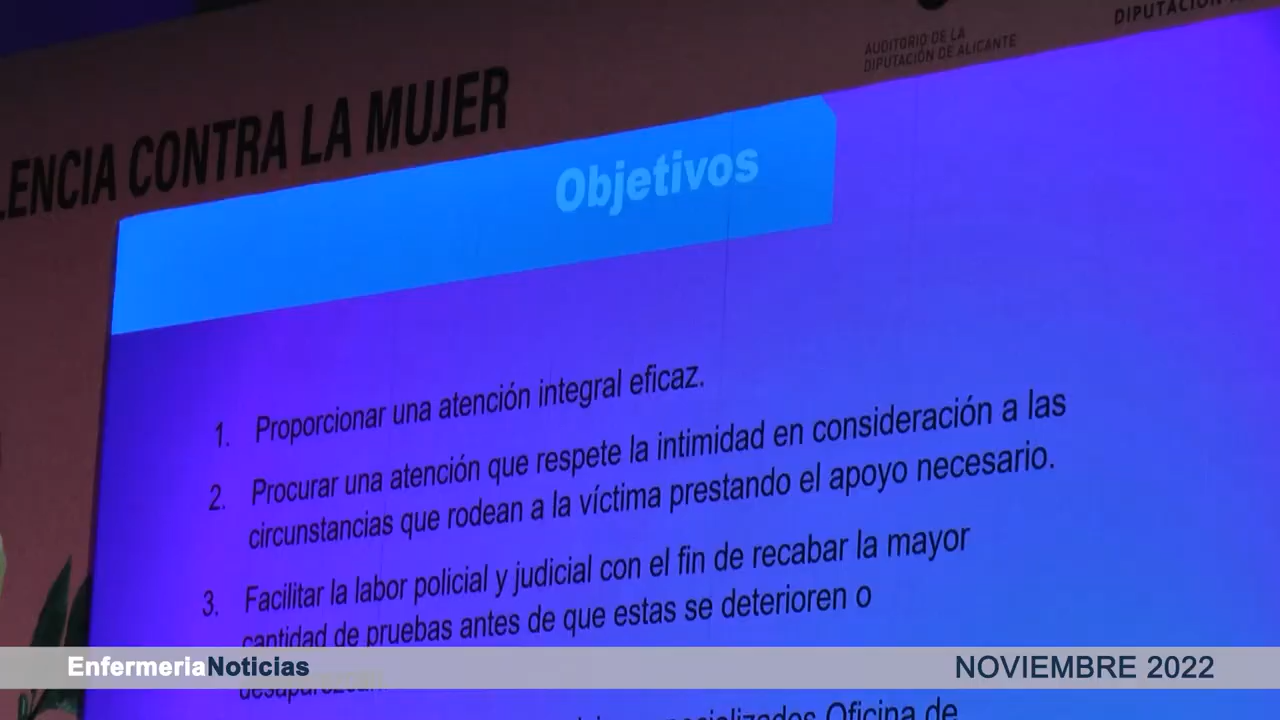 AUDITORIO DE LA
DIPUTACIÓN DE ALICANTE
DIPUTACIÓN
CONTRA LA MUJER
Objetivos
1. Proporcionar una atención integral eficaz.
2. Procurar una atención que respete la intimidad en consideración a las
circunstancias que rodean a la víctima prestando el apoyo necesario.
3. Facilitar la labor policial y judicial con el fin de recabar la mayor
cantidad de pruebas antes de que estas se deterioren o
EnfermeriaNoticias
NOVIEMBRE 2022
Oficina de